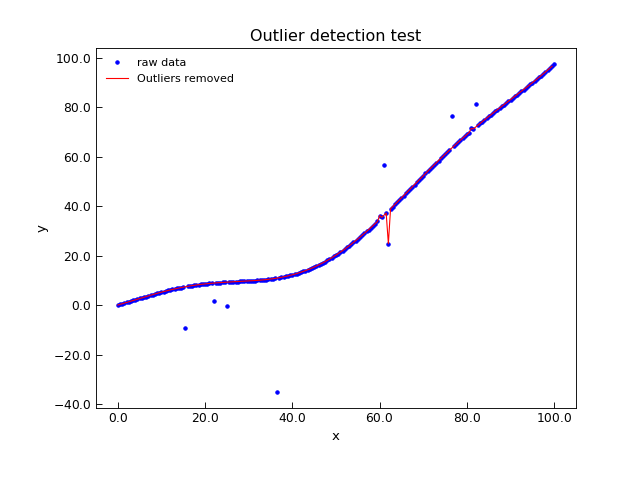 Outlier detection test
raw data
Outliers removed
100.0
80.0
60.0
40.0
20.0
0.0
−20.0
−40.0
y
0.0 20.0 40.0 60.0 80.0 100.0
x